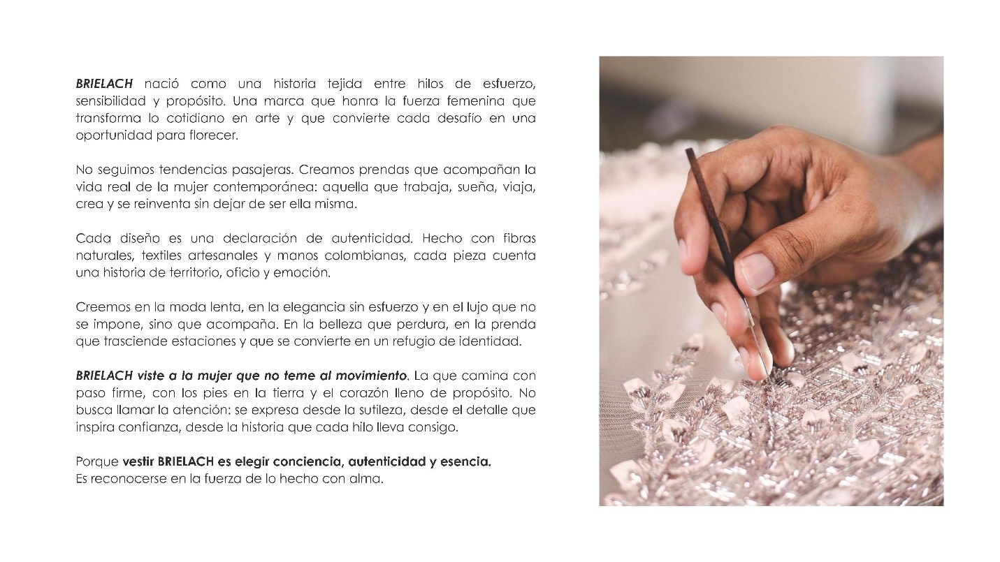 BRIELACH nació como una historia tejida entre hilos de esfuerzo,
sensibilidad y propósito. Una marca que honra la fuerza femenina que
transforma lo cotidiano en arte y que convierte cada desafío en una
oportunidad para florecer.
No seguimos tendencias pasajeras. Creamos prendas que acompañan la
vida real de la mujer contemporánea: aquella que trabaja, sueña, viaja,
crea y se reinventa sin dejar de ser ella misma.
Cada diseño es una declaración de autenticidad. Hecho con fibras
naturales, textiles artesanales y manos colombianas, cada pieza cuenta
una historia de territorio, oficio y emoción.
Creemos en la moda lenta, en la elegancia sin esfuerzo y en el lujo que no
se impone, sino que acompaña. En la belleza que perdura, en la prenda
que trasciende estaciones y que se convierte en un refugio de identidad.
BRIELACH viste a la mujer que no teme al movimiento. La que camina con
paso firme, con los pies en la tierra y el corazón lleno de propósito. No
busca llamar la atención: se expresa desde la sutileza, desde el detalle que
inspira confianza, desde la historia que cada hilo lleva consigo.
Porque vestir BRIELACH es elegir conciencia, autenticidad y esencia.
Es reconocerse en la fuerza de lo hecho con alma.